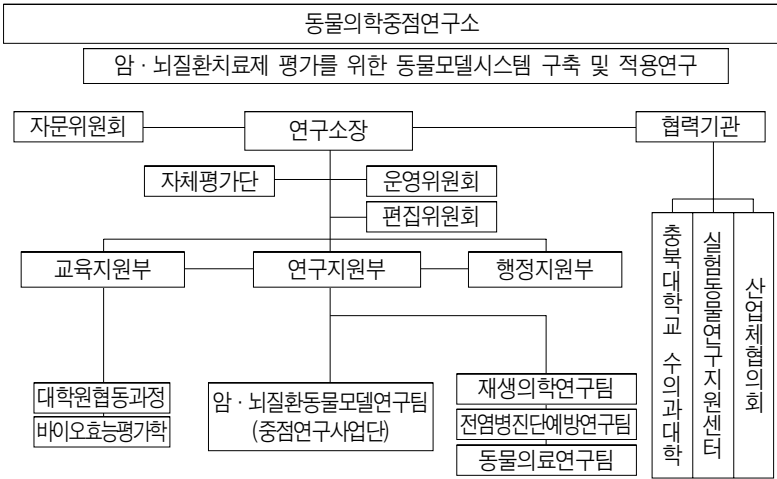 동물의학중점연구소
암 · 뇌질환치료제 평가를 위한 동물모델시스템 구축 및 적용연구
자문위원회
연구소장
협력기관
자체평가단
운영위원회
편집위원회
교육지원부
연구지원부
행정지원부
대학원협동과정
바이오효능평가학
암 · 뇌질환동물모델연구팀
(중점연구사업단)
재생의학연구팀
전염병진단예방연구팀
동물의료연구팀
충북대학교 수의과대학
실험동물연구지원센터
산업체협의회